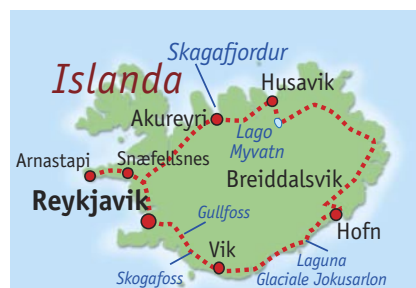 Skagafjordur
Islanda
Husavik
Akureyri
Lago
Myvatn
Arnastapi
Snæfellsnes
Breiddalsvik
Reykjavik
Gullfoss
Hofn
Vik
Skogafoss
Laguna
Glaciale Jokusarlon